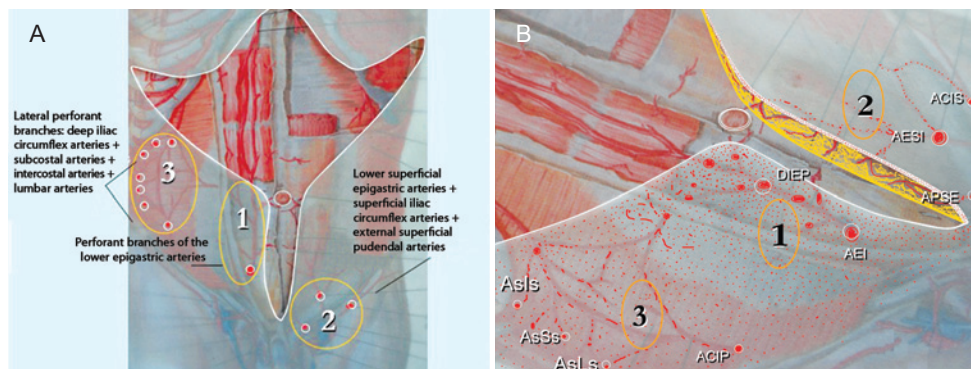 A
Lateral perforant
branches: deep iliac
circumflex arteries +
subcostal arteries +
intercostal arteries +
lumbar arteries
3
1
Lower superficial
epigastric arteries +
superficial iliac
circumflex arteries +
external superficial
pudendal arteries
Perforant branches of the
lower epigastric arteries
2
B
2
ACIS
AESI
DIEP
APSE
1
AEI
AsIs
3
AsSs
ACIP
AsLs